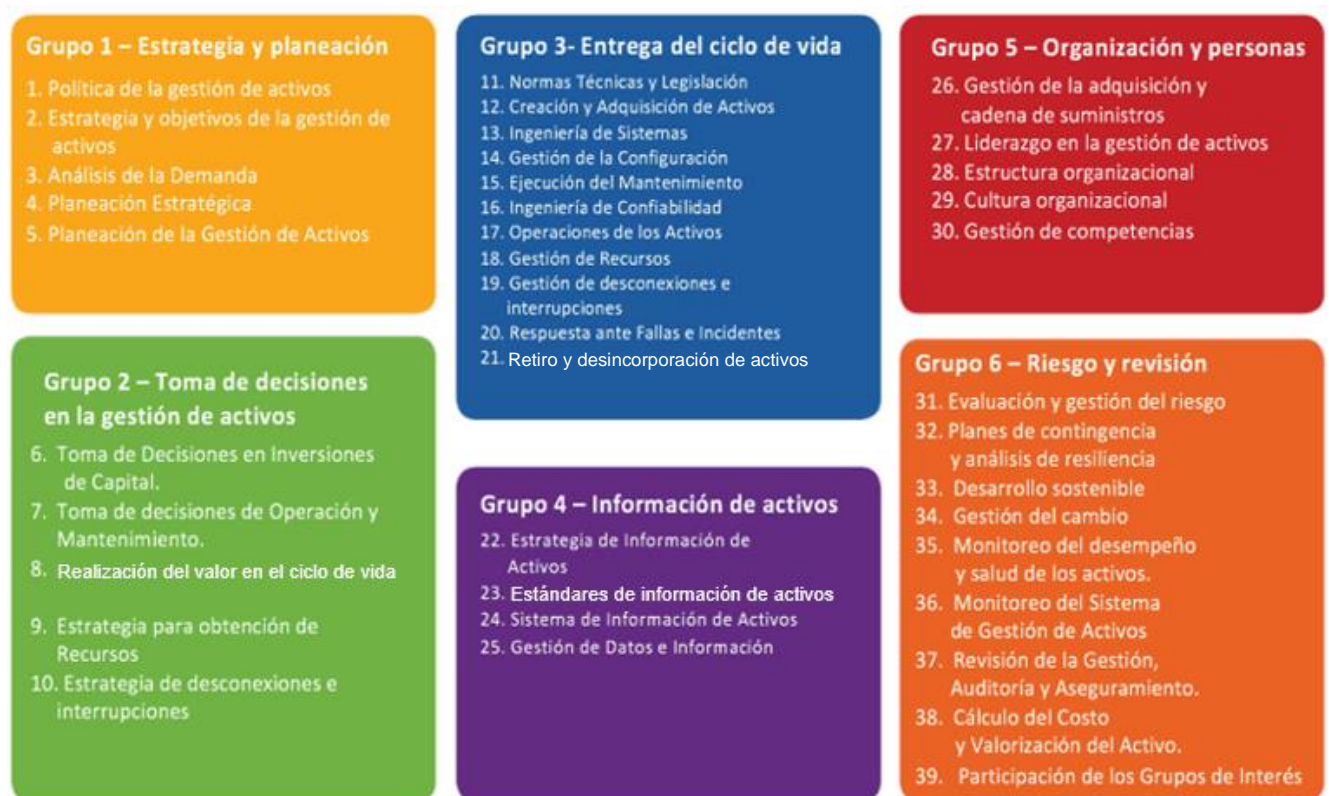 Grupo 1 – Estrategia y planeación
1. Política de la gestión de activos
2. Estrategia y objetivos de la gestión de
activos
3. Análisis de la Demanda
4. Planeación Estratégica
5. Planeación de la Gestión de Activos
Grupo 2 – Toma de decisiones
en la gestión de activos
6. Toma de Decisiones en Inversiones
de Capital.
7. Toma de decisiones de Operación y
Mantenimiento.
8. Realización del valor en el ciclo de vida
9. Estrategia para obtención de
Recursos
10. Estrategia de desconexiones e
interrupciones
Grupo 3- Entrega del ciclo de vida
11. Normas Técnicas y Legislación
12. Creación y Adquisición de Activos
13. Ingeniería de Sistemas
14. Gestión de la Configuración
15. Ejecución del Mantenimiento
16. Ingeniería de Confiabilidad
17. Operaciones de los Activos
18. Gestión de Recursos
19. Gestión de desconexiones e
interrupciones
20. Respuesta ante Fallas e Incidentes
21. Retiro y desincorporación de activos
Grupo 4 – Información de activos
22. Estrategia de Información de
Activos
23. Estándares de información de activos
24. Sistema de Información de Activos
25. Gestión de Datos e Información
Grupo 5 – Organización y personas
26. Gestión de la adquisición y
cadena de suministros
27. Liderazgo en la gestión de activos
28. Estructura organizacional
29. Cultura organizacional
30. Gestión de competencias
Grupo 6 – Riesgo y revisión
31. Evaluación y gestión del riesgo
32. Planes de contingencia
y análisis de resiliencia
33. Desarrollo sostenible
34. Gestión del cambio
35. Monitoreo del desempeño
y salud de los activos.
36. Monitoreo del Sistema
de Gestión de Activos
37. Revisión de la Gestión,
Auditoría y Aseguramiento.
38. Cálculo del Costo
y Valorización del Activo.
39. Participación de los Grupos de Interés